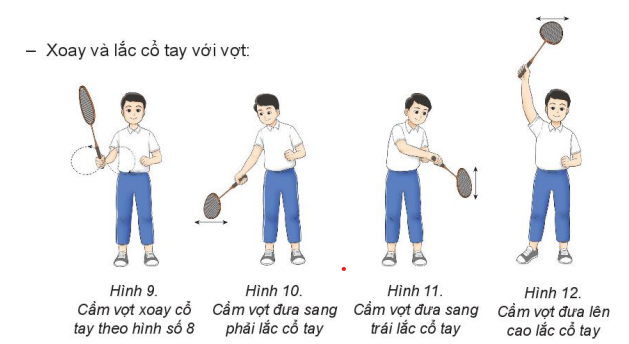 – Xoay và lắc cổ tay với vợt:
Hình 9.
Cầm vợt xoay cổ
tay theo hình số 8
Hình 10.
Cầm vợt đưa sang
phải lắc cổ tay
Hình 11.
Cầm vợt đưa sang
trái lắc cổ tay
Hình 12.
Cầm vợt đưa lên
cao lắc cổ tay